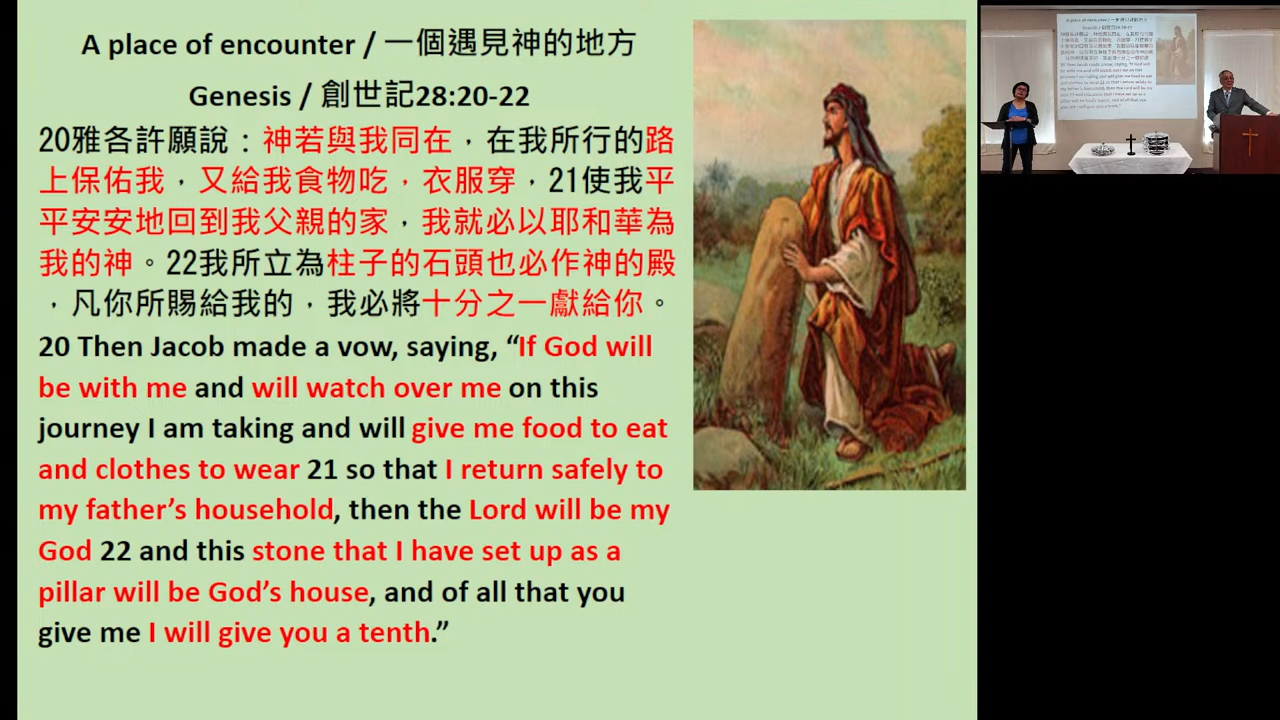 A place of encounter / 一個遇見神的地方
Genesis / 創世記28:20-22
20雅各許願說：神若與我同在，在我所行的路
上保佑我，又給我食物吃，衣服穿，21使我平
平安安地回到我父親的家，我就必以耶和華為
我的神。22我所立為柱子的石頭也必作神的殿
，凡你所賜給我的，我必將十分之一獻給你。
20 Then Jacob made a vow, saying, “If God will
be with me and will watch over me on this
journey I am taking and will give me food to eat
and clothes to wear 21 so that I return safely to
my father’s household, then the Lord will be my
God 22 and this stone that I have set up as a
pillar will be God’s house, and of all that you
give me I will give you a tenth.”